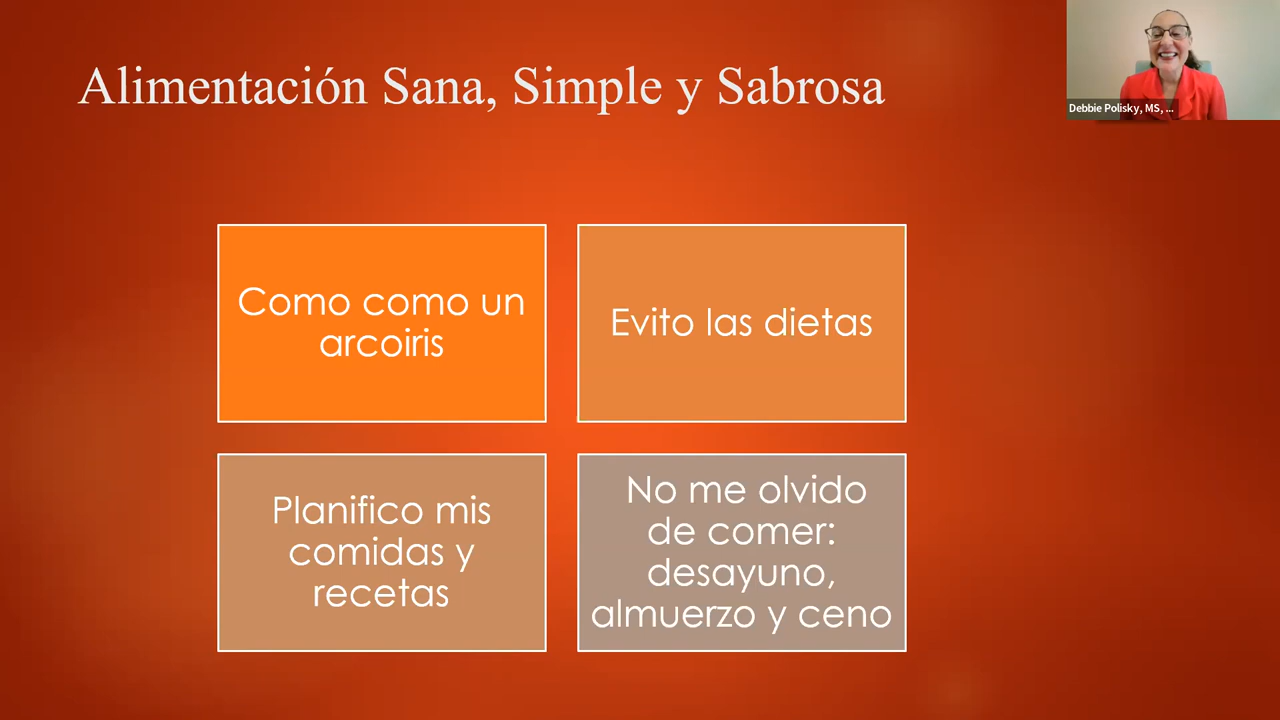 Alimentación Sana, Simple y Sabrosa
Debbie Polisky, MS, ...
Como como un
arcoiris
Evito las dietas
Planifico mis
comidas y
recetas
No me olvido
de comer:
desayuno,
almuerzo y ceno